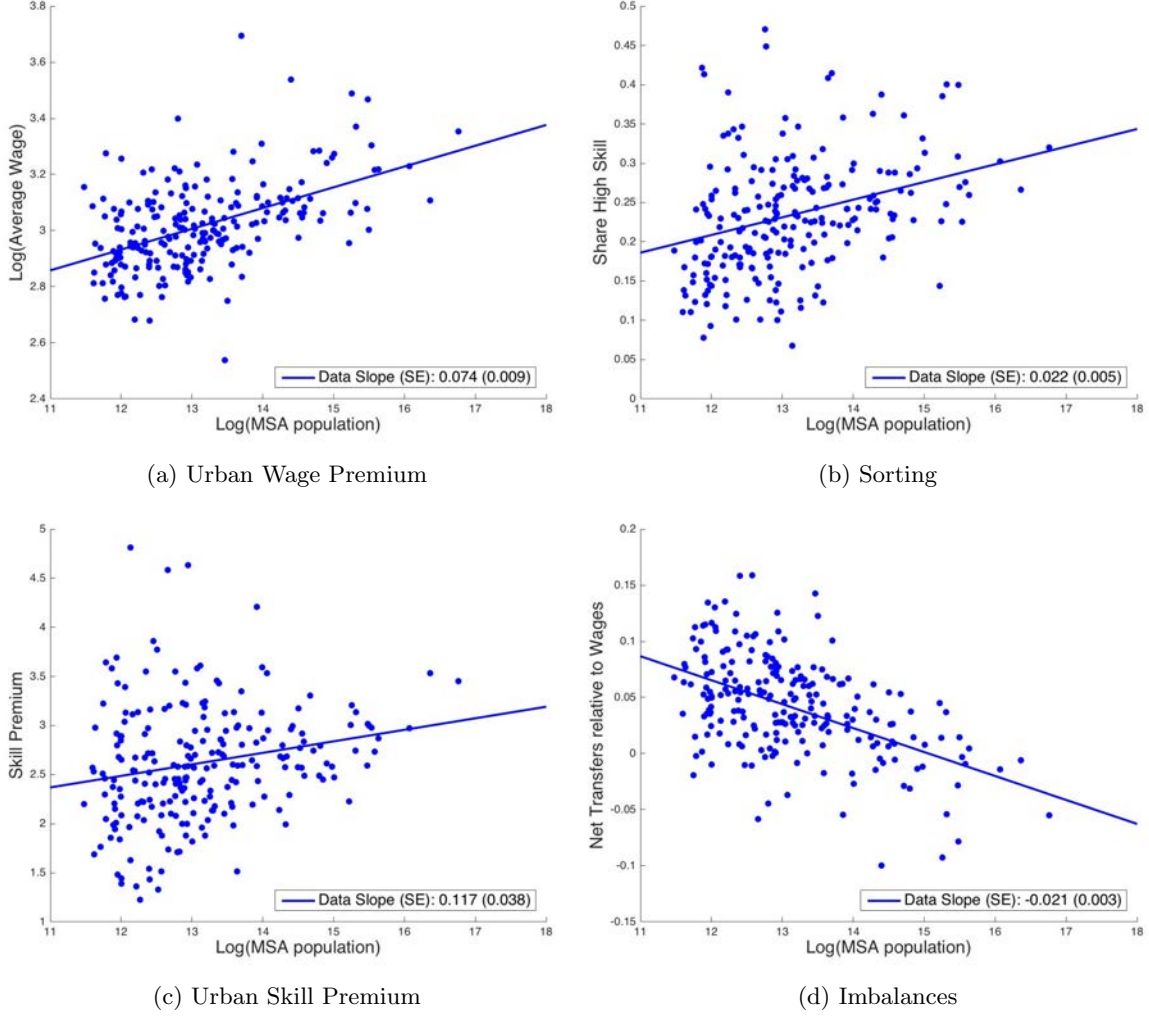 3.8
3.6
3.4
3.2
3
2.8
2.6
2.4
Log(Average Wage)
Data Slope (SE): 0.074 (0.009)
11 12 13 14 15 16 17 18
Log(MSA population)
(a) Urban Wage Premium
0.5
0.45
0.4
0.35
0.3
0.25
0.2
0.15
0.1
0.05
0
Share High Skill
Data Slope (SE): 0.022 (0.005)
11 12 13 14 15 16 17 18
Log(MSA population)
(b) Sorting
5
4.5
4
3.5
3
2.5
2
1.5
1
Skill Premium
Data Slope (SE): 0.117 (0.038)
11 12 13 14 15 16 17 18
Log(MSA population)
(c) Urban Skill Premium
0.2
0.15
0.1
0.05
0
-0.05
-0.1
-0.15
Net Transfers relative to Wages
Data Slope (SE): -0.021 (0.003)
11 12 13 14 15 16 17 18
Log(MSA population)
(d) Imbalances